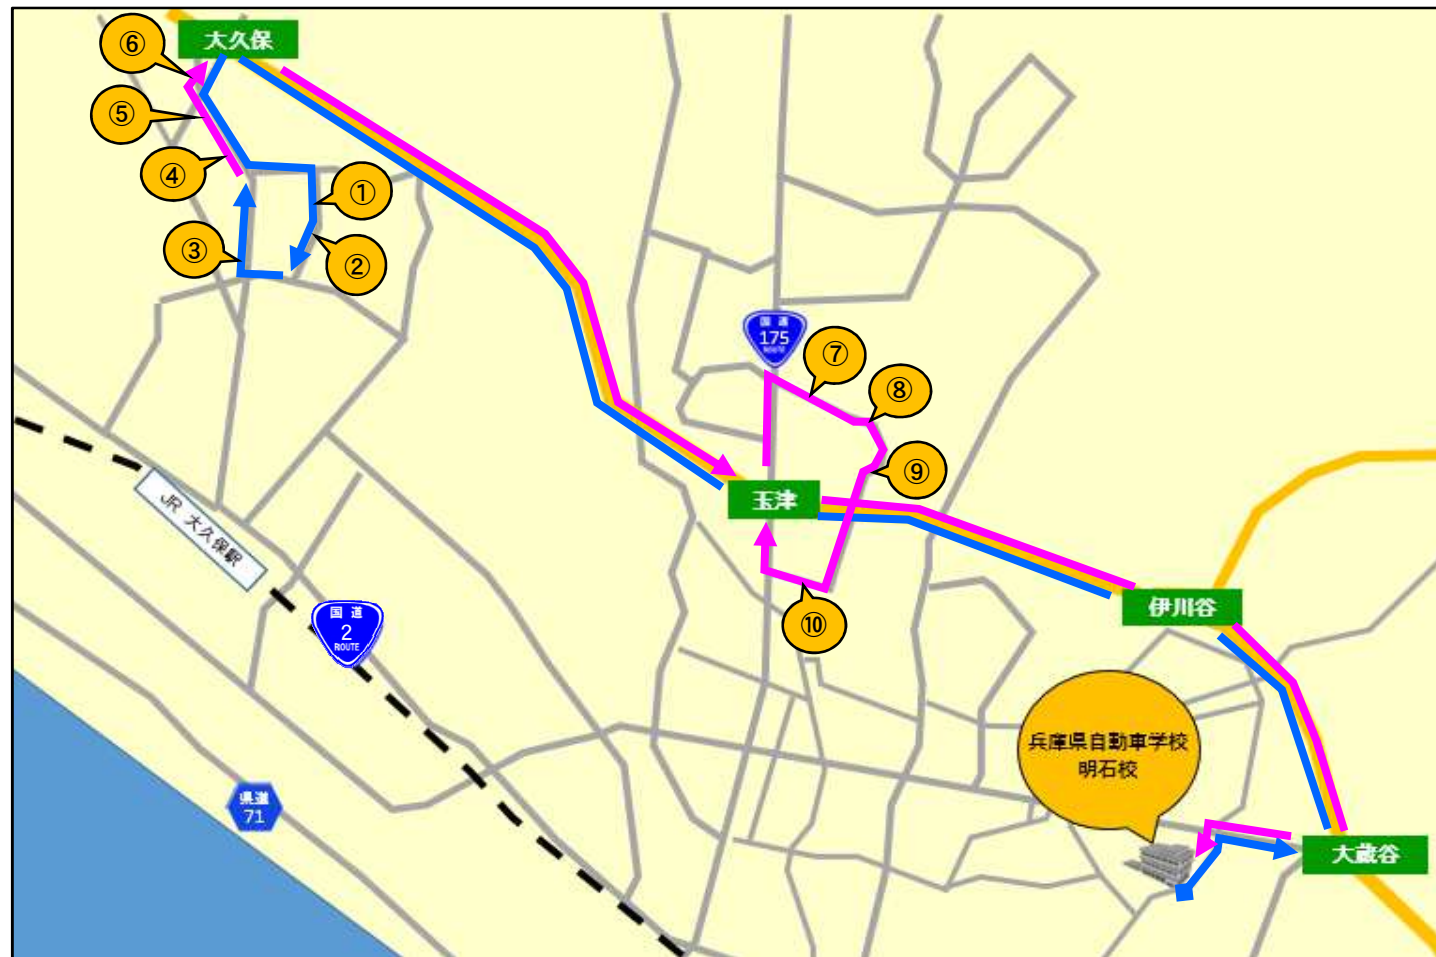 ⑥
大久保
⑤
④
①
③
②
国道
175
ROUTE
⑦
⑧
⑨
玉津
JR 大久保駅
⑩
伊川谷
国道
2
ROUTE
兵庫県自動車学校
明石校
県道
71
大蔵谷